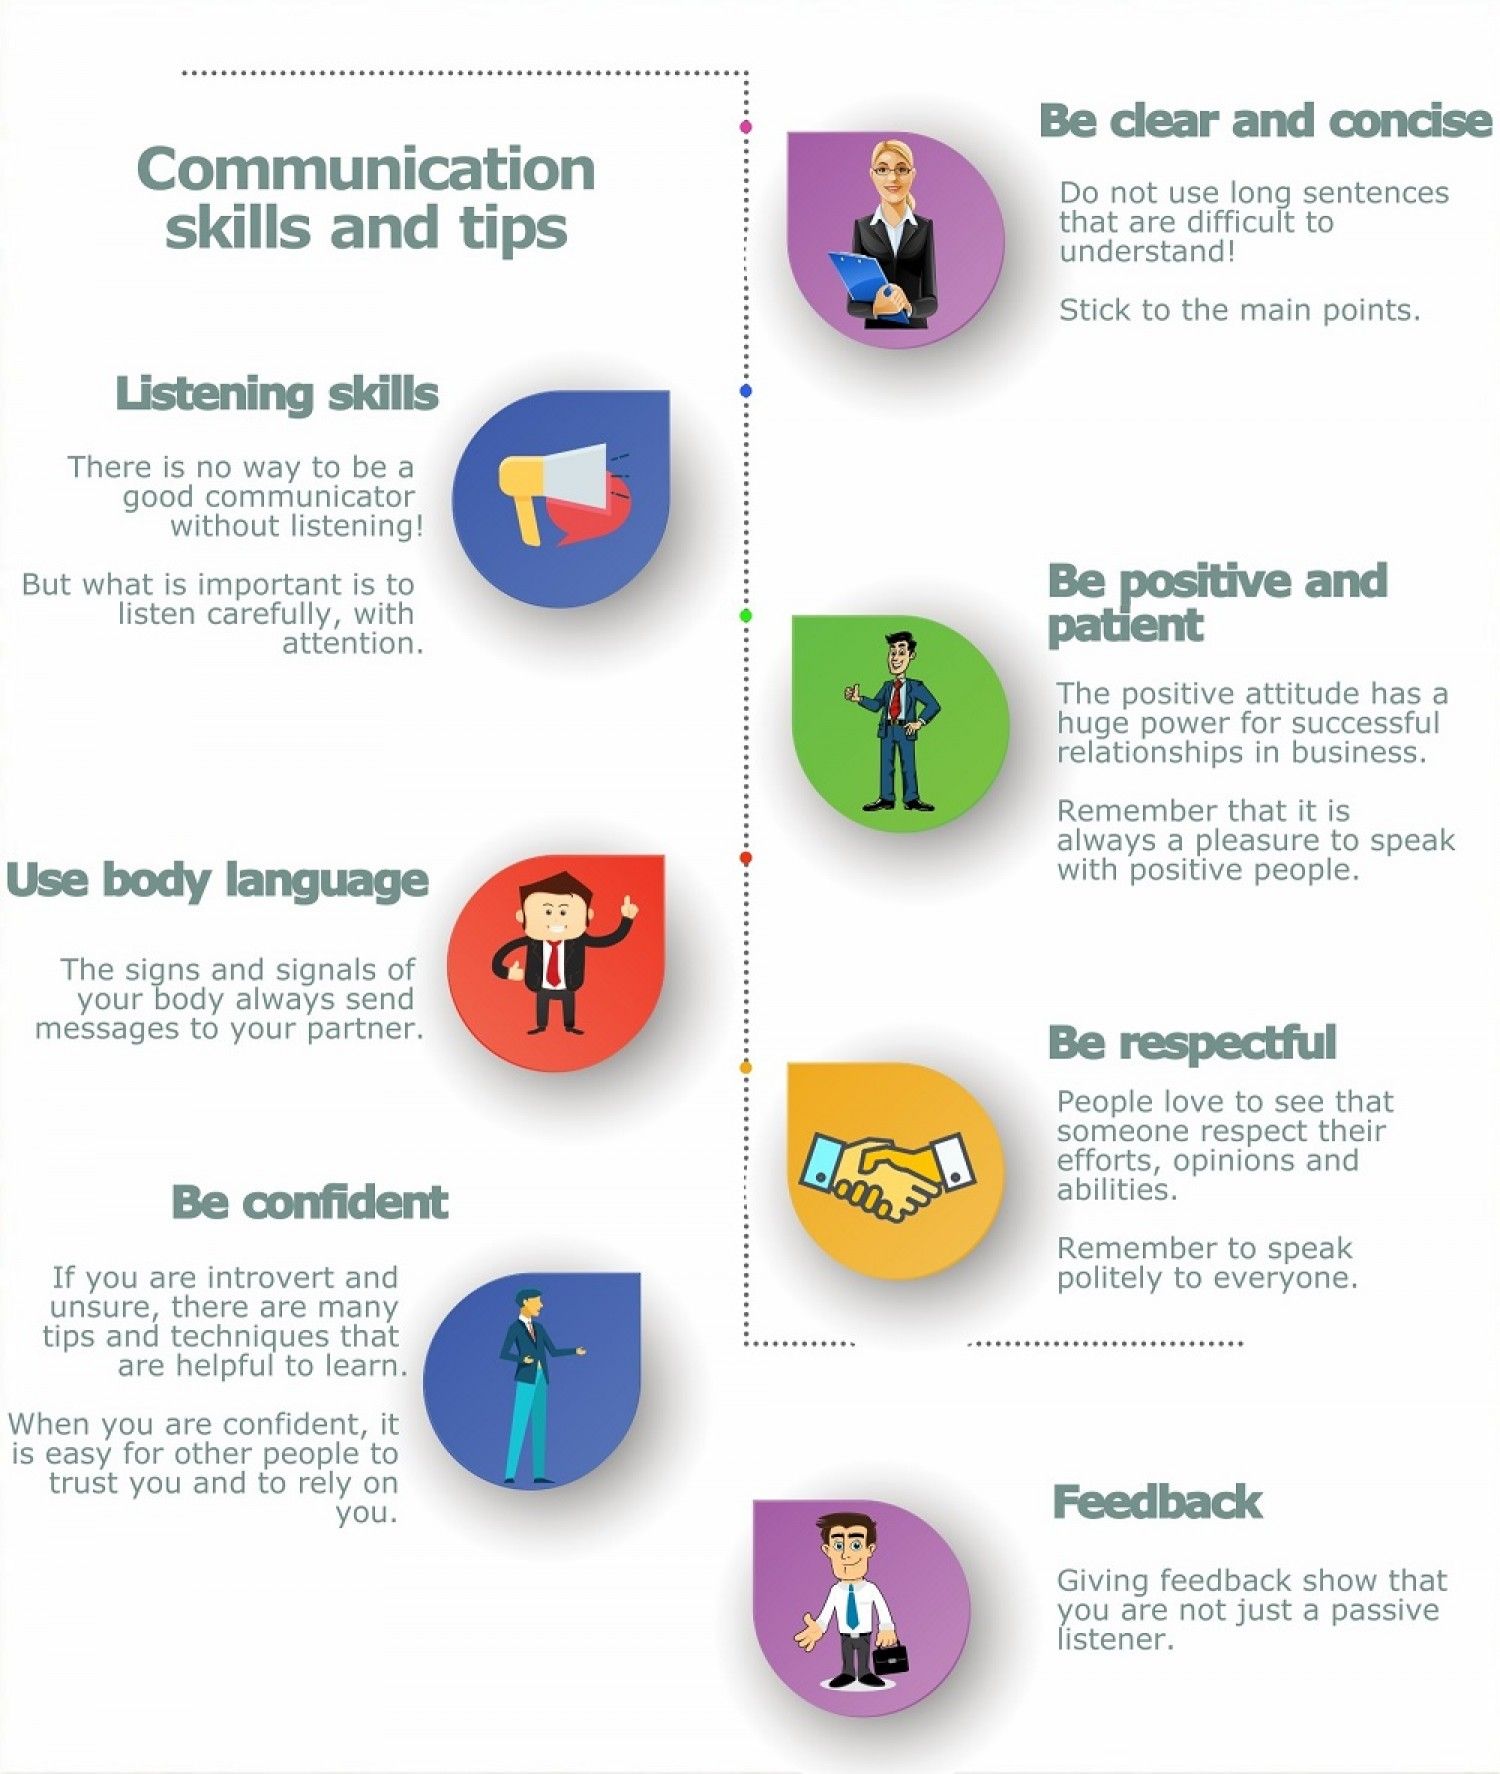 Communication
skills and tips
Be clear and concise
Do not use long sentences
that are difficult to
understand!
Stick to the main points.
Listening skills
There is no way to be a
good communicator
without listening!
But what is important is to
listen carefully, with
attention.
Be positive and
patient
The positive attitude has a
huge power for successful
relationships in business.
Remember that it is
always a pleasure to speak
with positive people.
Use body language
The signs and signals of
your body always send
messages to your partner.
Be respectful
People love to see that
someone respect their
efforts, opinions and
abilities.
Remember to speak
politely to everyone.
Be confident
If you are introvert and
unsure, there are many
tips and techniques that
are helpful to learn.
When you are confident, it
is easy for other people to
trust you and to rely on
you.
Feedback
Giving feedback show that
you are not just a passive
listener.